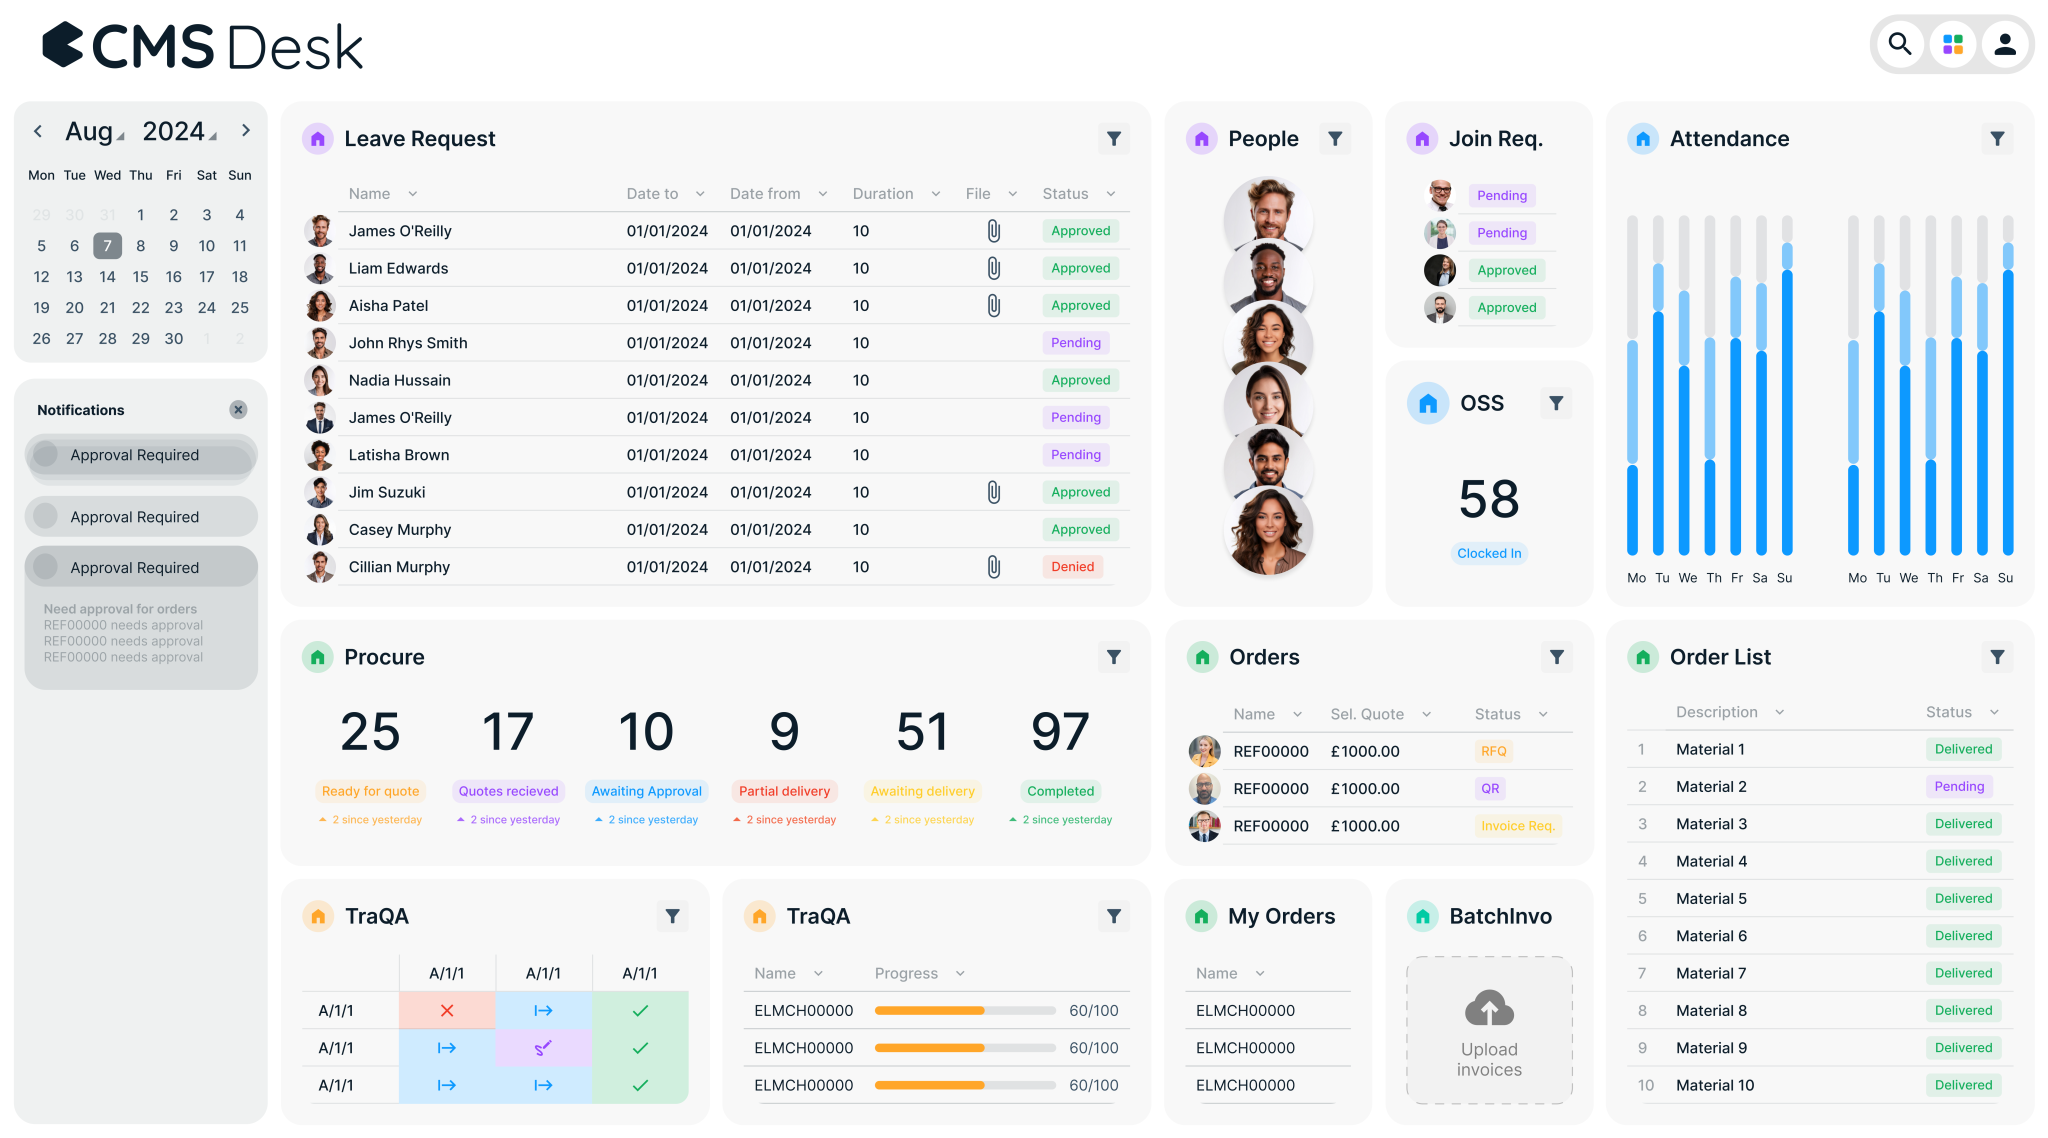 CMS Desk
Aug 2024
Mon Tue Wed Thu Fri Sat Sun
29 30 31 1 2 3 4
5 6 7 8 9 10 11
12 13 14 15 16 17 18
19 20 21 22 23 24 25
26 27 28 29 30 1 2
Notifications
Approval Required
Approval Required
Approval Required
Need approval for orders
REF00000 needs approval
REF00000 needs approval
REF00000 needs approval
Leave Request
Name Date to Date from Duration File Status
James O'Reilly 01/01/2024 01/01/2024 10 Approved
Liam Edwards 01/01/2024 01/01/2024 10 Approved
Aisha Patel 01/01/2024 01/01/2024 10 Approved
John Rhys Smith 01/01/2024 01/01/2024 10 Pending
Nadia Hussain 01/01/2024 01/01/2024 10 Approved
James O'Reilly 01/01/2024 01/01/2024 10 Pending
Latisha Brown 01/01/2024 01/01/2024 10 Pending
Jim Suzuki 01/01/2024 01/01/2024 10 Approved
Casey Murphy 01/01/2024 01/01/2024 10 Approved
Cillian Murphy 01/01/2024 01/01/2024 10 Denied
People
Join Req.
Pending
Pending
Approved
Approved
OSS
58
Clocked In
Attendance
Mo Tu We Th Fr Sa Su Mo Tu We Th Fr Sa Su
Procure
25 17 10 9 51 97
Ready for quote Quotes recieved Awaiting Approval Partial delivery Awaiting delivery Completed
2 since yesterday 2 since yesterday 2 since yesterday 2 since yesterday 2 since yesterday 2 since yesterday
Orders
Name Sel. Quote Status
REF00000 £1000.00 RFQ
REF00000 £1000.00 QR
REF00000 £1000.00 Invoice Req.
Order List
Description Status
1 Material 1 Delivered
2 Material 2 Pending
3 Material 3 Delivered
4 Material 4 Delivered
5 Material 5 Delivered
6 Material 6 Delivered
7 Material 7 Delivered
8 Material 8 Delivered
9 Material 9 Delivered
10 Material 10 Delivered
TraQA
A/1/1 A/1/1 A/1/1
A/1/1
A/1/1
A/1/1
TraQA
Name Progress
ELMCH00000 60/100
ELMCH00000 60/100
ELMCH00000 60/100
My Orders
Name
ELMCH00000
ELMCH00000
ELMCH00000
BatchInvo
Upload
invoices